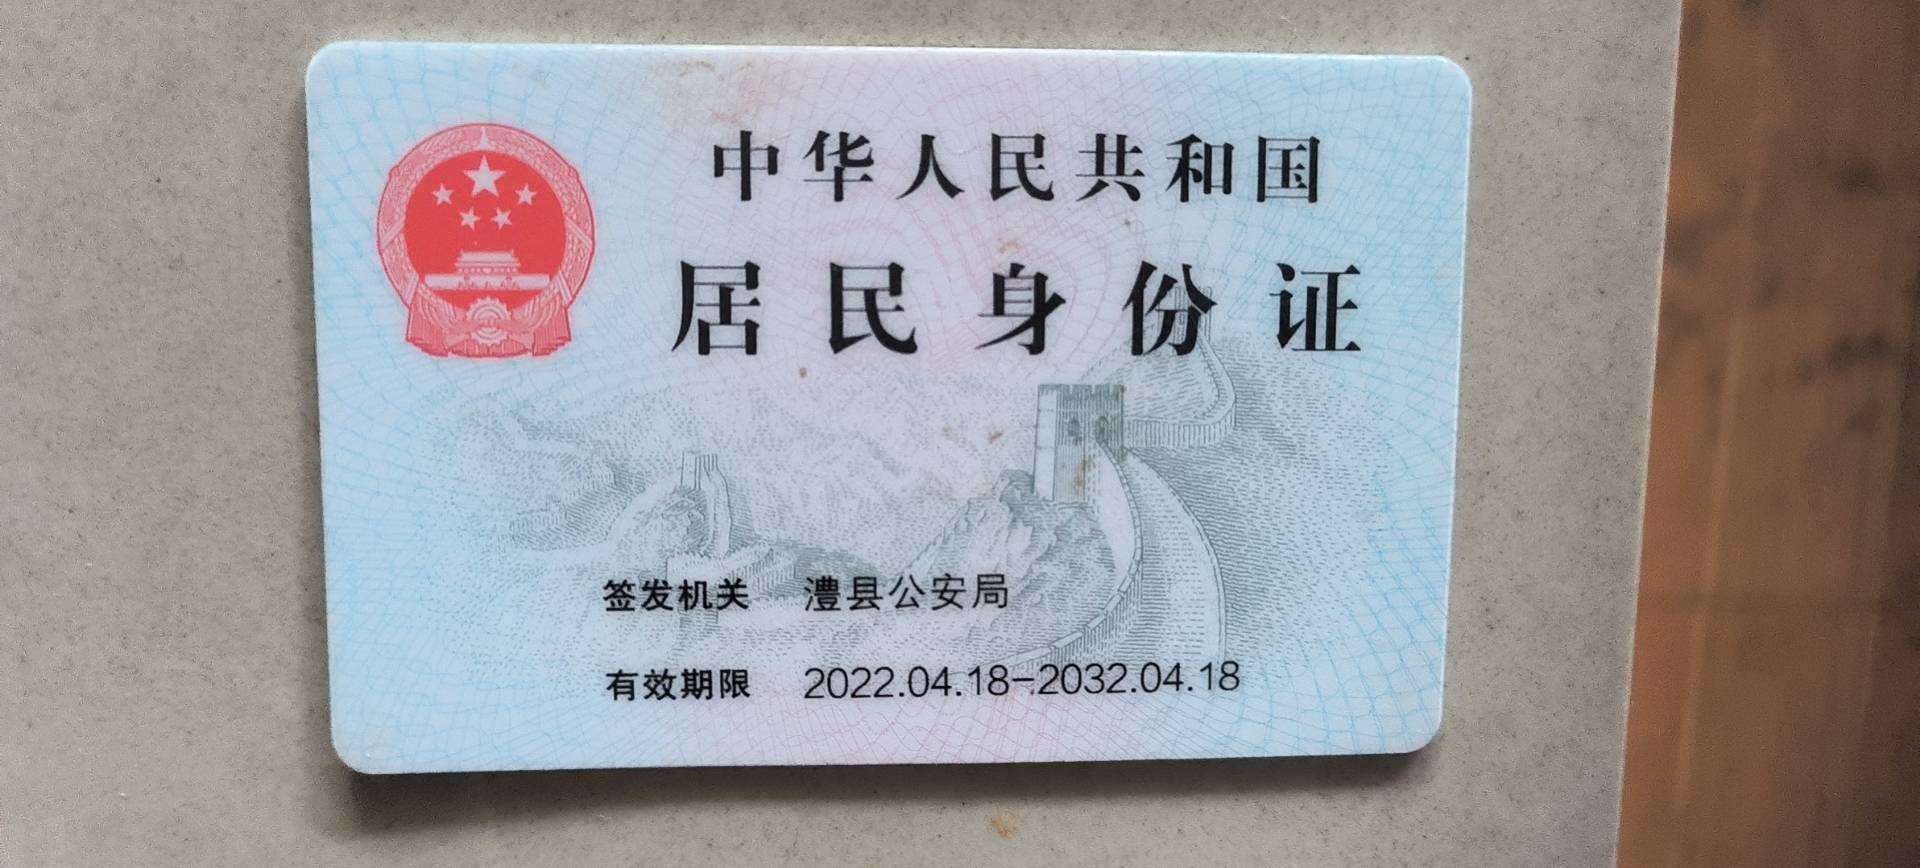 中华人民共和国
居民身份证
签发机关 澧县公安局
有效期限 2022.04.18-2032.04.18